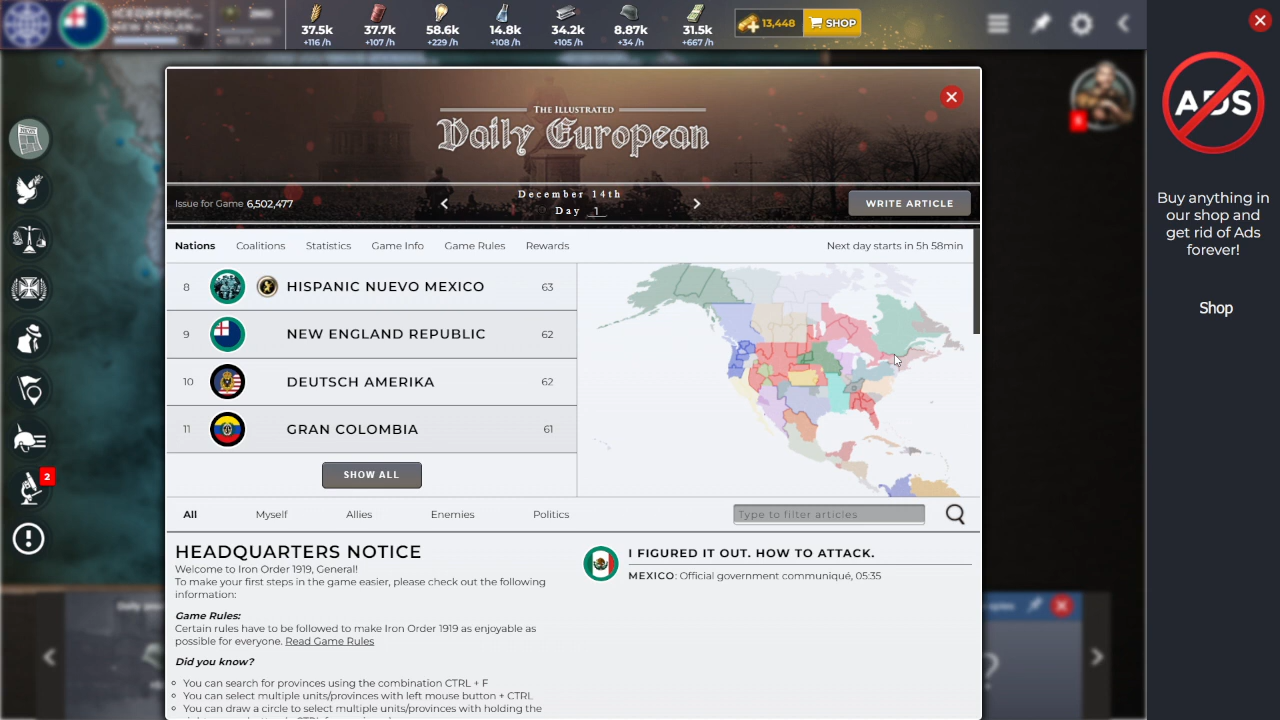 37.5k
37.7k
58.6k
14.8k
34.2k
8.87k
31.5k
+116 /h
+107 /h
+229 /h
+108 /h
+105 /h
+34 /h
+667 /h
13,448
SHOP
ADS
Buy anything in
our shop and
get rid of Ads
forever!
Shop
NEWS
2
THE ILLUSTRATED
Daily European
Issue for Game 6,502,477
December 14th
Day 1
WRITE ARTICLE
Nations
Coalitions
Statistics
Game Info
Game Rules
Rewards
Next day starts in 5h 58min
8 HISPANIC NUEVO MEXICO 63
9 NEW ENGLAND REPUBLIC 62
10 DEUTSCH AMERIKA 62
11 GRAN COLOMBIA 61
SHOW ALL
All
Myself
Allies
Enemies
Politics
Type to filter articles
HEADQUARTERS NOTICE
Welcome to Iron Order 1919, General!
To make your first steps in the game easier, please check out the following
information:
Game Rules:
Certain rules have to be followed to make Iron Order 1919 as enjoyable as
possible for everyone. Read Game Rules
Did you know?
You can search for provinces using the combination CTRL + F
You can select multiple units/provinces with left mouse button + CTRL
You can draw a circle to select multiple units/provinces with holding the
I FIGURED IT OUT. HOW TO ATTACK.
MEXICO: Official government communiqué, 05:35